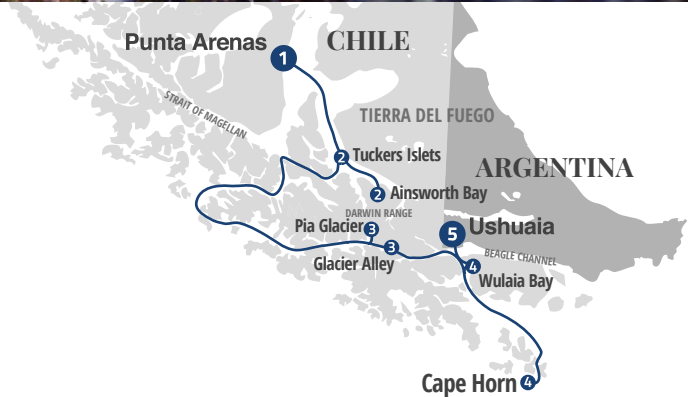 Punta Arenas
1
CHILE
STRAIT OF MAGELLAN
TIERRA DEL FUEGO
2
Tuckers Islets
ARGENTINA
2
Ainsworth Bay
DARWIN RANGE
Pia Glacier
3
5
Ushuaia
3
Glacier Alley
BEAGLE CHANNEL
4
Wulaia Bay
Cape Horn
4